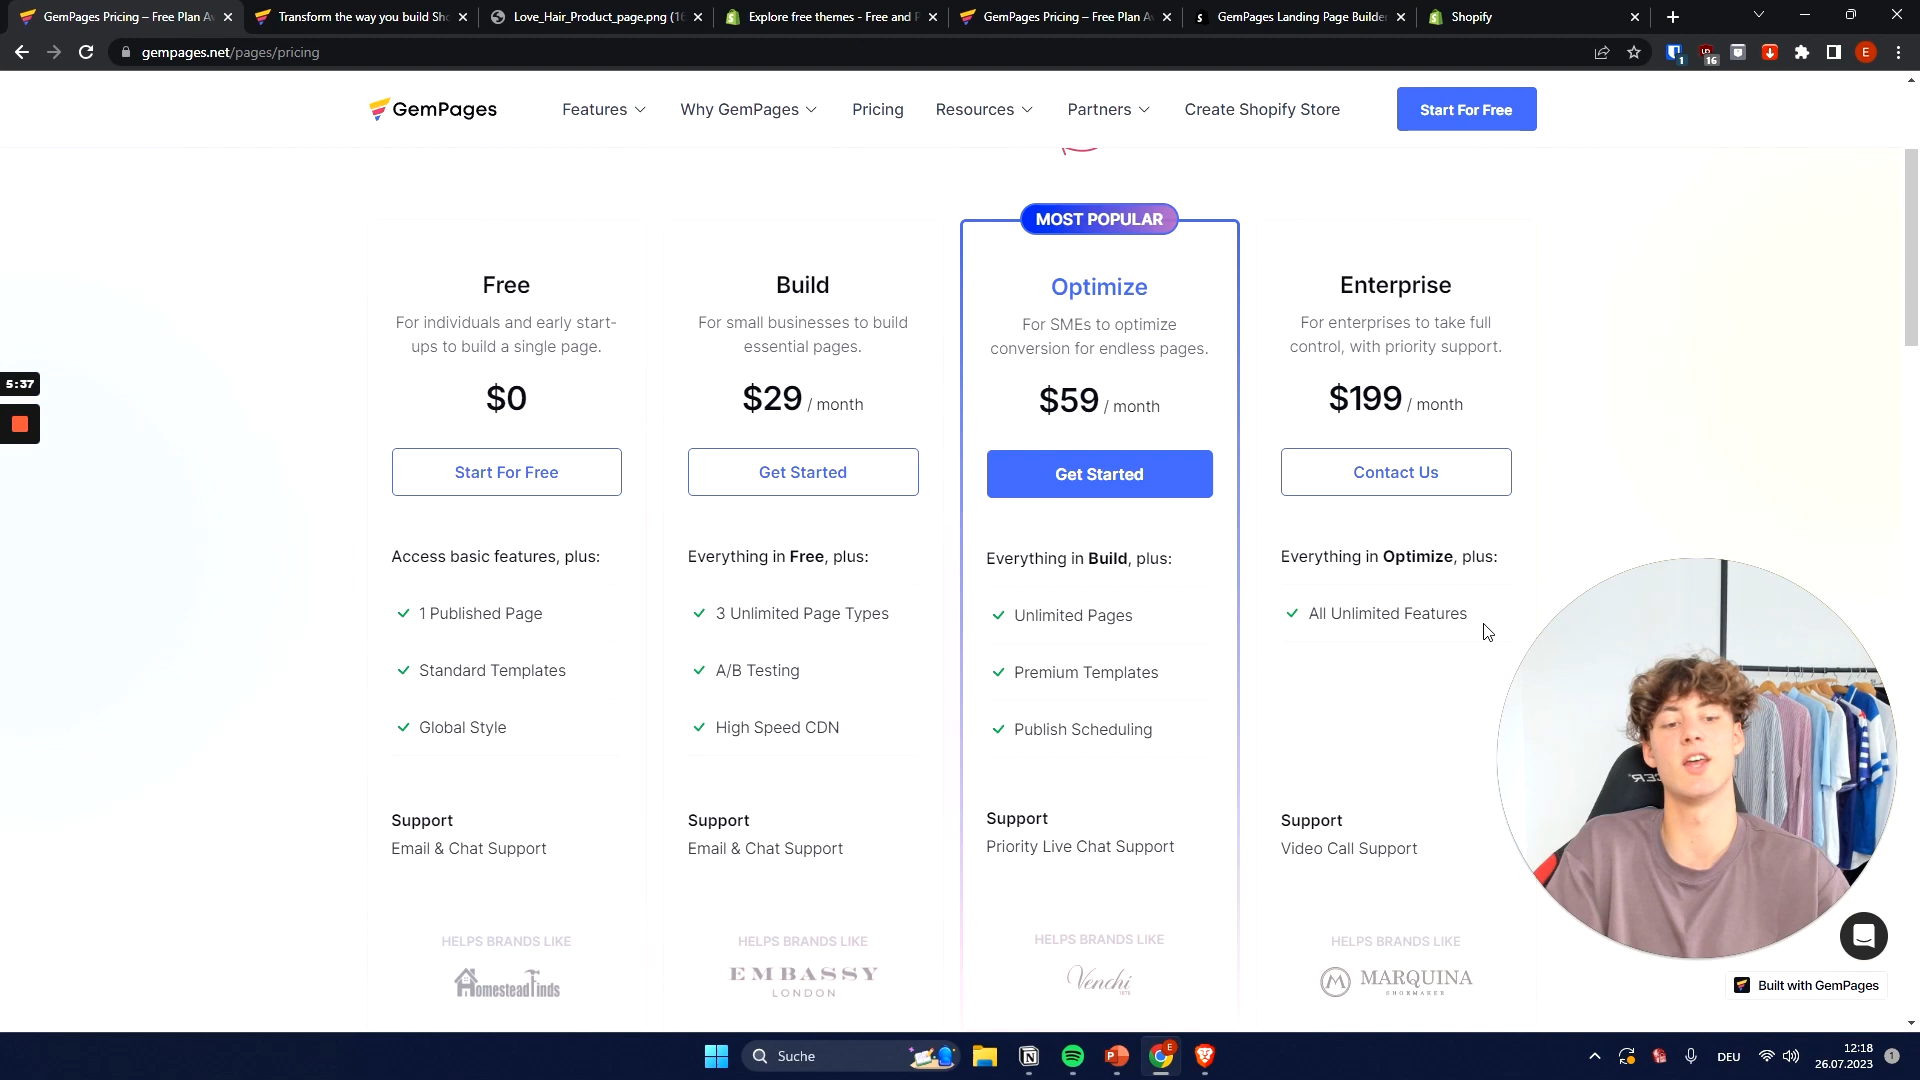 GemPages Pricing – Free Plan Av
Transform the way you build Sho
Love_Hair_Product_page.png (16
Explore free themes - Free and P
GemPages Pricing – Free Plan Av
GemPages Landing Page Builder
Shopify
gempages.net/pages/pricing
1
16
E
GemPages
Features
Why GemPages
Pricing
Resources
Partners
Create Shopify Store
Start For Free
MOST POPULAR
Free
For individuals and early start-
ups to build a single page.
$0
Start For Free
Access basic features, plus:
1 Published Page
Standard Templates
Global Style
Support
Email & Chat Support
HELPS BRANDS LIKE
HomesteadFinds
Build
For small businesses to build
essential pages.
$29 / month
Get Started
Everything in Free, plus:
3 Unlimited Page Types
A/B Testing
High Speed CDN
Support
Email & Chat Support
HELPS BRANDS LIKE
EMBASSY
LONDON
Optimize
For SMEs to optimize
conversion for endless pages.
$59 / month
Get Started
Everything in Build, plus:
Unlimited Pages
Premium Templates
Publish Scheduling
Support
Priority Live Chat Support
HELPS BRANDS LIKE
Venchi
1878
Enterprise
For enterprises to take full
control, with priority support.
$199 / month
Contact Us
Everything in Optimize, plus:
All Unlimited Features
Support
Video Call Support
HELPS BRANDS LIKE
M MARQUINA
SHOEMAKER
5:37
Built with GemPages
Suche
E
DEU
12:18
26.07.2023
1